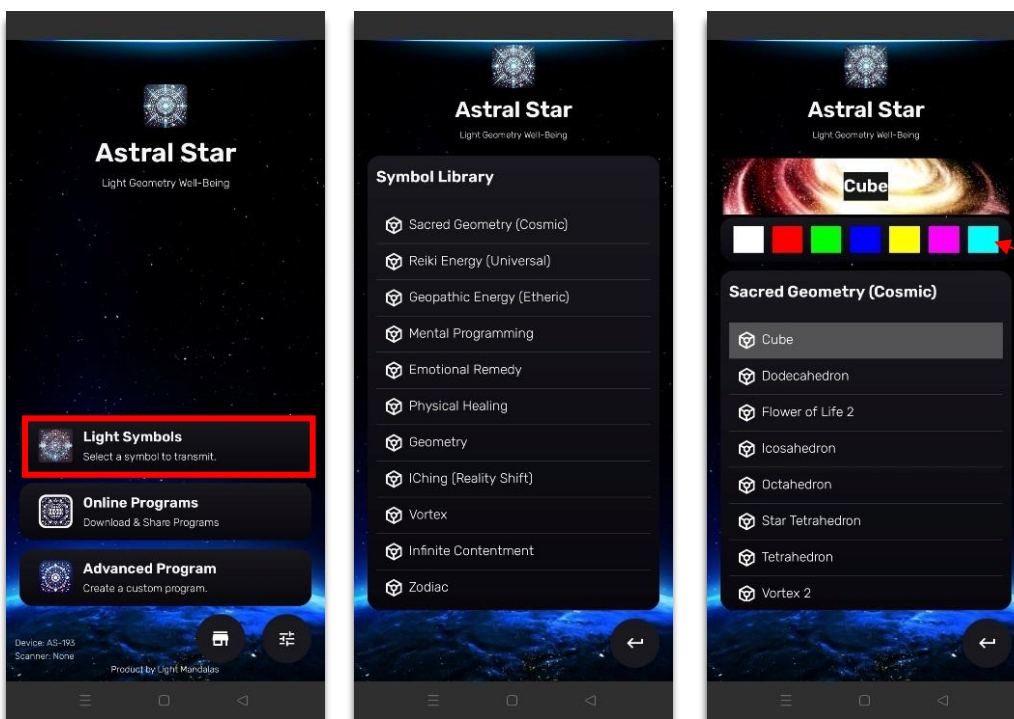 Astral Star
Light Geometry Well-Being
Light Symbols
Select a symbol to transmit.
Online Programs
Download & Share Programs
Advanced Program
Create a custom program.
Device: AS-193
Scanner: None
Product by Light Mandalas
Astral Star
Light Geometry Well-Being
Symbol Library
Sacred Geometry (Cosmic)
Reiki Energy (Universal)
Geopathic Energy (Etheric)
Mental Programming
Emotional Remedy
Physical Healing
Geometry
IChing (Reality Shift)
Vortex
Infinite Contentment
Zodiac
Astral Star
Light Geometry Well-Being
Cube
Sacred Geometry (Cosmic)
Cube
Dodecahedron
Flower of Life 2
Icosahedron
Octahedron
Star Tetrahedron
Tetrahedron
Vortex 2